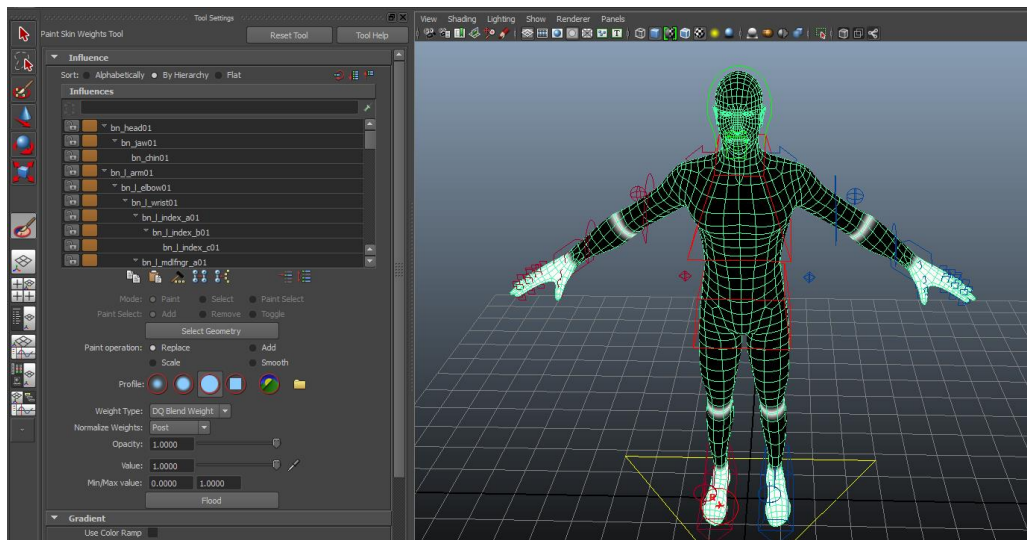 Tool Settings
View Shading Lighting Show Renderer Panels
Paint Skin Weights Tool Reset Tool Tool Help
Influence
Sort: Alphabetically By Hierarchy Flat
Influences
bn_head01
bn_jaw01
bn_chin01
bn_l_arm01
bn_l_elbow01
bn_l_wrist01
bn_l_index_a01
bn_l_index_b01
bn_l_index_c01
bn_l_mdlfngr_a01
Mode: Paint Select Paint Select
Paint Select: Add Remove Toggle
Select Geometry
Paint operation: Replace Add
Scale Smooth
Profile:
Weight Type: DQ Blend Weight
Normalize Weights: Post
Opacity: 1.0000
Value: 1.0000
Min/Max value: 0.0000 1.0000
Flood
Gradient
Use Color Ramp